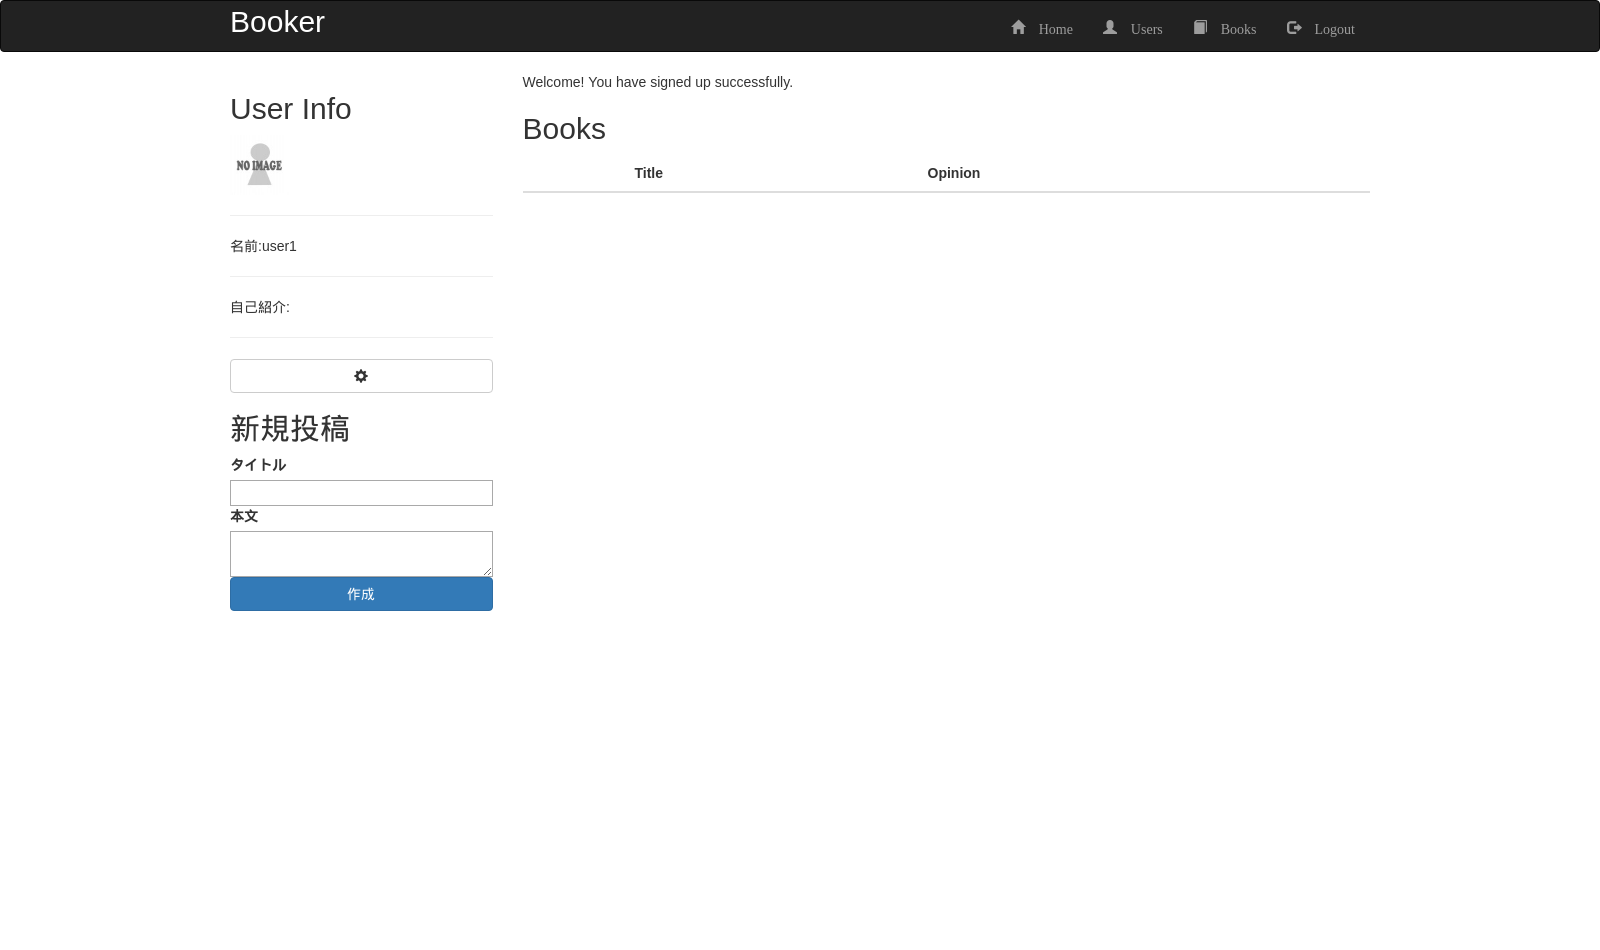 Booker
Home Users Books Logout
User Info
NO IMAGE
名前:user1
自己紹介:
新規投稿
タイトル
本文
作成
Welcome! You have signed up successfully.
Books
Title Opinion